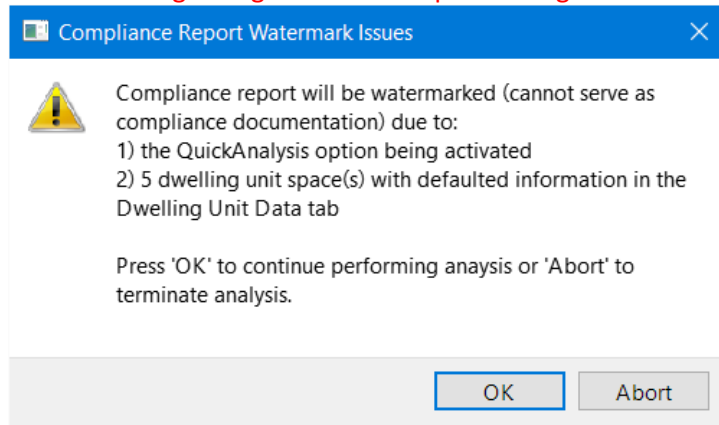 Compliance Report Watermark Issues
Compliance report will be watermarked (cannot serve as
compliance documentation) due to:
1) the QuickAnalysis option being activated
2) 5 dwelling unit space(s) with defaulted information in the
Dwelling Unit Data tab
Press 'OK' to continue performing anaysis or 'Abort' to
terminate analysis.
OK
Abort